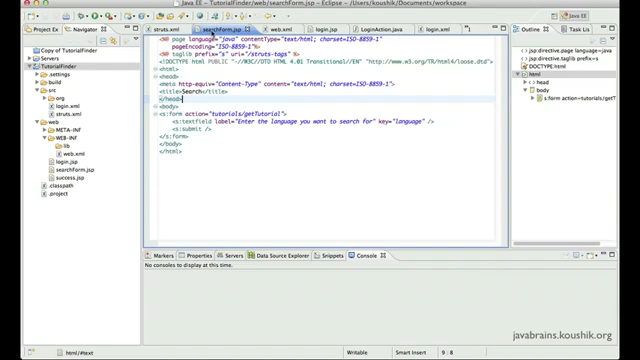 Java EE - TutorialFinder/web/searchForm.jsp - Eclipse - /Users/koushik/Documents/workspace
Java EE
Project
Navigator
struts.xml
searchForm.jsp
web.xml
login.jsp
LoginAction.java
login.xml
Outline
Copy of TutorialFinder
TutorialFinder
.settings
build
src
org
login.xml
struts.xml
web
META-INF
WEB-INF
lib
web.xml
login.jsp
searchForm.jsp
success.jsp
.classpath
.project
<%@ page language="java" contentType="text/html; charset=ISO-8859-1"
pageEncoding="ISO-8859-1"%>
<%@ taglib prefix="s" uri="/struts-tags" %>
<!DOCTYPE html PUBLIC "-//W3C//DTD HTML 4.01 Transitional//EN" "http://www.w3.org/TR/html4/loose.dtd">
<html>
<head>
<meta http-equiv="Content-Type" content="text/html; charset=ISO-8859-1">
<title>Search</title>
</head>
<body>
<s:form action="tutorials/getTutorial">
<s:textfield label="Enter the language you want to search for" key="language" />
<s:submit />
</s:form>
</body>
</html>
jsp:directive.page language=java
jsp:directive.taglib prefix=s
DOCTYPE:html
html
head
body
s:form action=tutorials/getT
Markers
Properties
Servers
Data Source Explorer
Snippets
Console
No consoles to display at this time.
html/#text
Writable
Smart Insert
9 : 8
javabrains.koushik.org